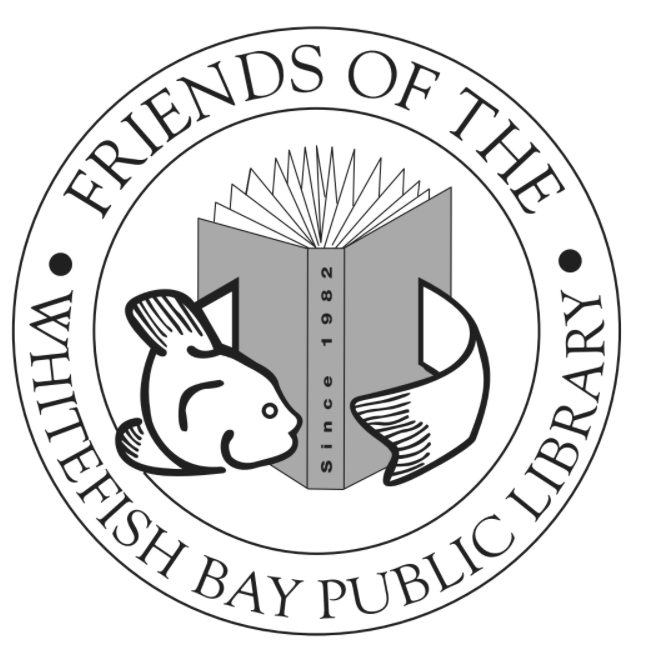 FRIENDS OF THE
WHITEFISH BAY PUBLIC LIBRARY
Since 1982